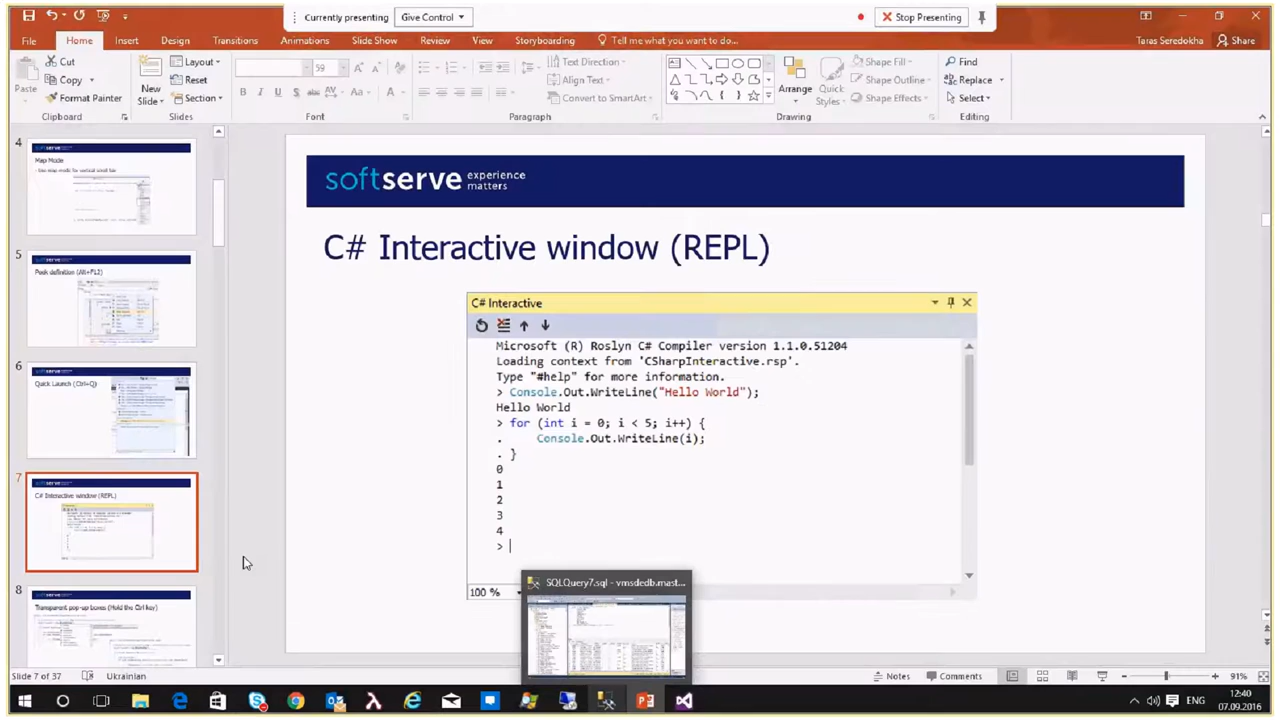 Currently presenting
Give Control
Stop Presenting
File
Home
Insert
Design
Transitions
Animations
Slide Show
Review
View
Storyboarding
Tell me what you want to do...
Taras Seredokha
Share
Paste
Cut
Copy
Format Painter
Clipboard
New
Slide
Layout
Reset
Section
Slides
59
Font
Text Direction
Align Text
Convert to SmartArt
Paragraph
Arrange
Quick
Styles
Shape Fill
Shape Outline
Shape Effects
Drawing
Find
Replace
Select
Editing
4
Map Mode
5
Peek definition (Alt+F12)
6
Quick Launch (Ctrl+Q)
7
C# Interactive window (REPL)
8
Transparent pop-up boxes (Hold the Ctrl key)
softserve experience
matters
C# Interactive window (REPL)
C# Interactive
Microsoft (R) Roslyn C# Compiler version 1.1.0.51204
Loading context from 'CSharpInteractive.rsp'.
Type "#help" for more information.
> Console.Out.WriteLine("Hello World");
Hello World
> for (int i = 0; i < 5; i++) {
. Console.Out.WriteLine(i);
. }
0
1
2
3
4
>
100 %
SQLQuery7.sql - vmsdedb.mast...
Slide 7 of 37
Ukrainian
Notes
Comments
91%
ENG
12:40
07.09.2016